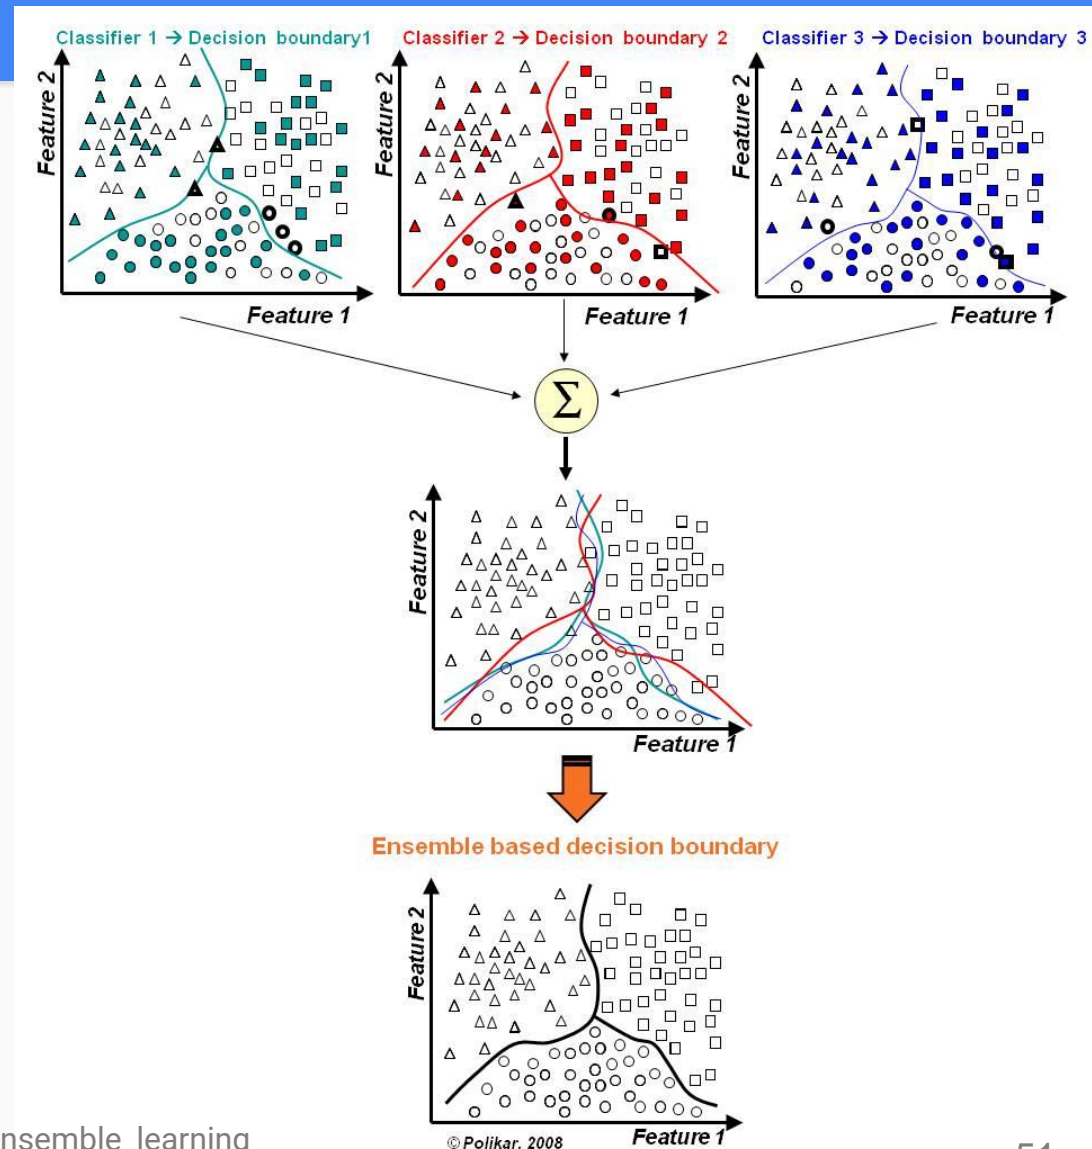 Classifier 1 → Decision boundary1
Classifier 2 → Decision boundary 2
Classifier 3 → Decision boundary 3
Feature 2
Feature 2
Feature 2
Feature 1
Feature 1
Feature 1
Σ
Feature 2
Feature 1
Ensemble based decision boundary
Feature 2
Feature 1
©Polikar, 2008
nsemble learning